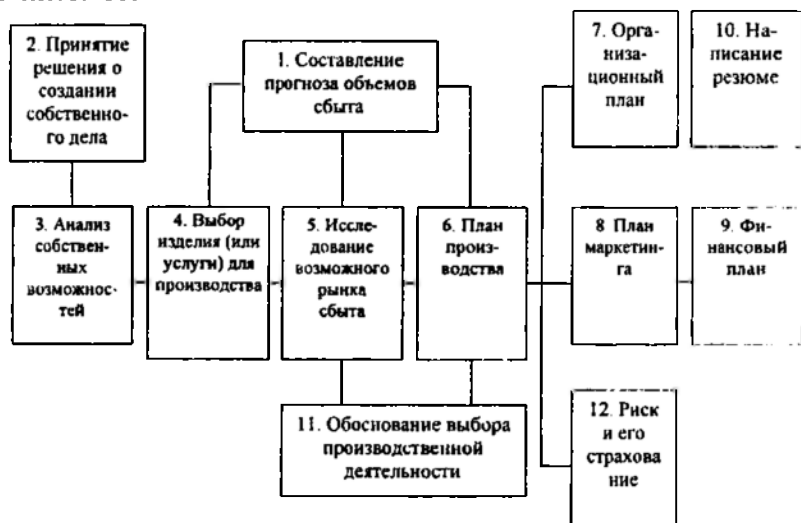 2. Принятие
решения о
создании
собственно-
го дела
1. Составление
прогноза объемов
сбыта
7. Орга-
низа-
ционный
план
10. На-
писание
резюме
3. Анализ
собствен-
ных
возможнос-
тей
4. Выбор
изделия (или
услуги) для
производства
5. Иссле-
дование
возможного
рынка
сбыта
6. План
произ-
водства
8 План
маркетин-
га
9. Фи-
нансовый
план
11. Обоснование выбора
производственной
деятельности
12. Риск
и его
страхова
ние